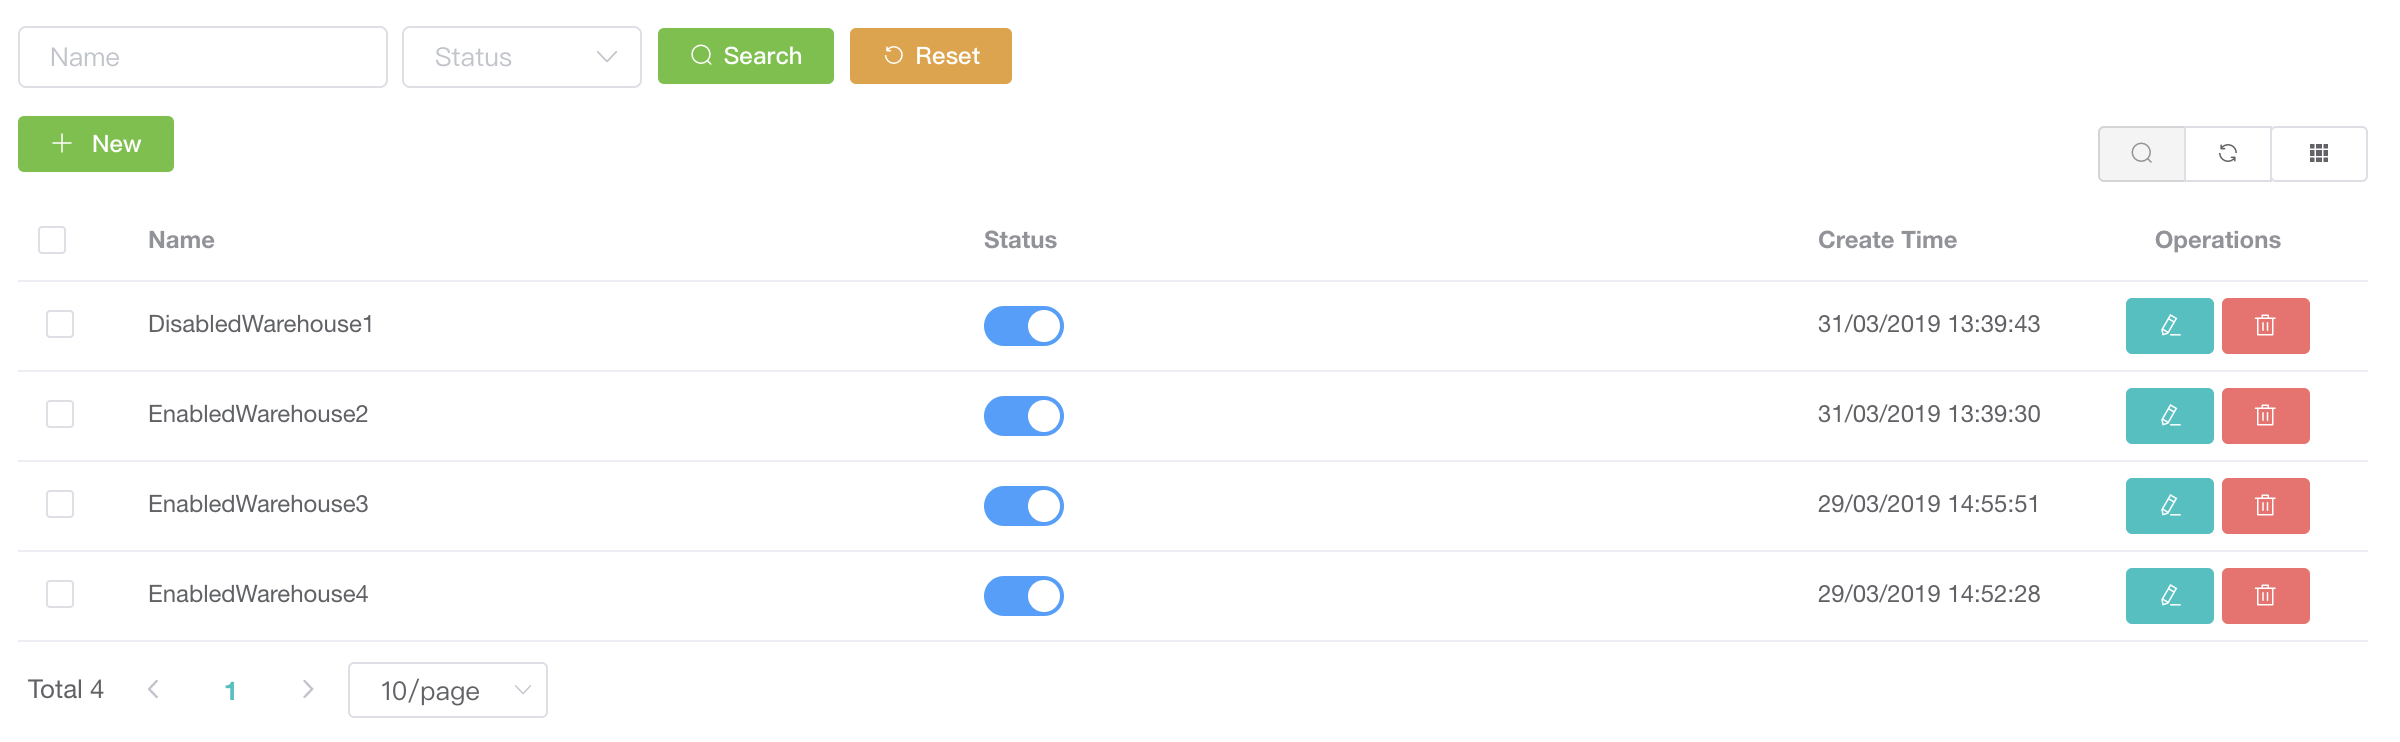 Name Status Search Reset
New
Name Status Create Time Operations
DisabledWarehouse1 31/03/2019 13:39:43
EnabledWarehouse2 31/03/2019 13:39:30
EnabledWarehouse3 29/03/2019 14:55:51
EnabledWarehouse4 29/03/2019 14:52:28
Total 4 1 10/page